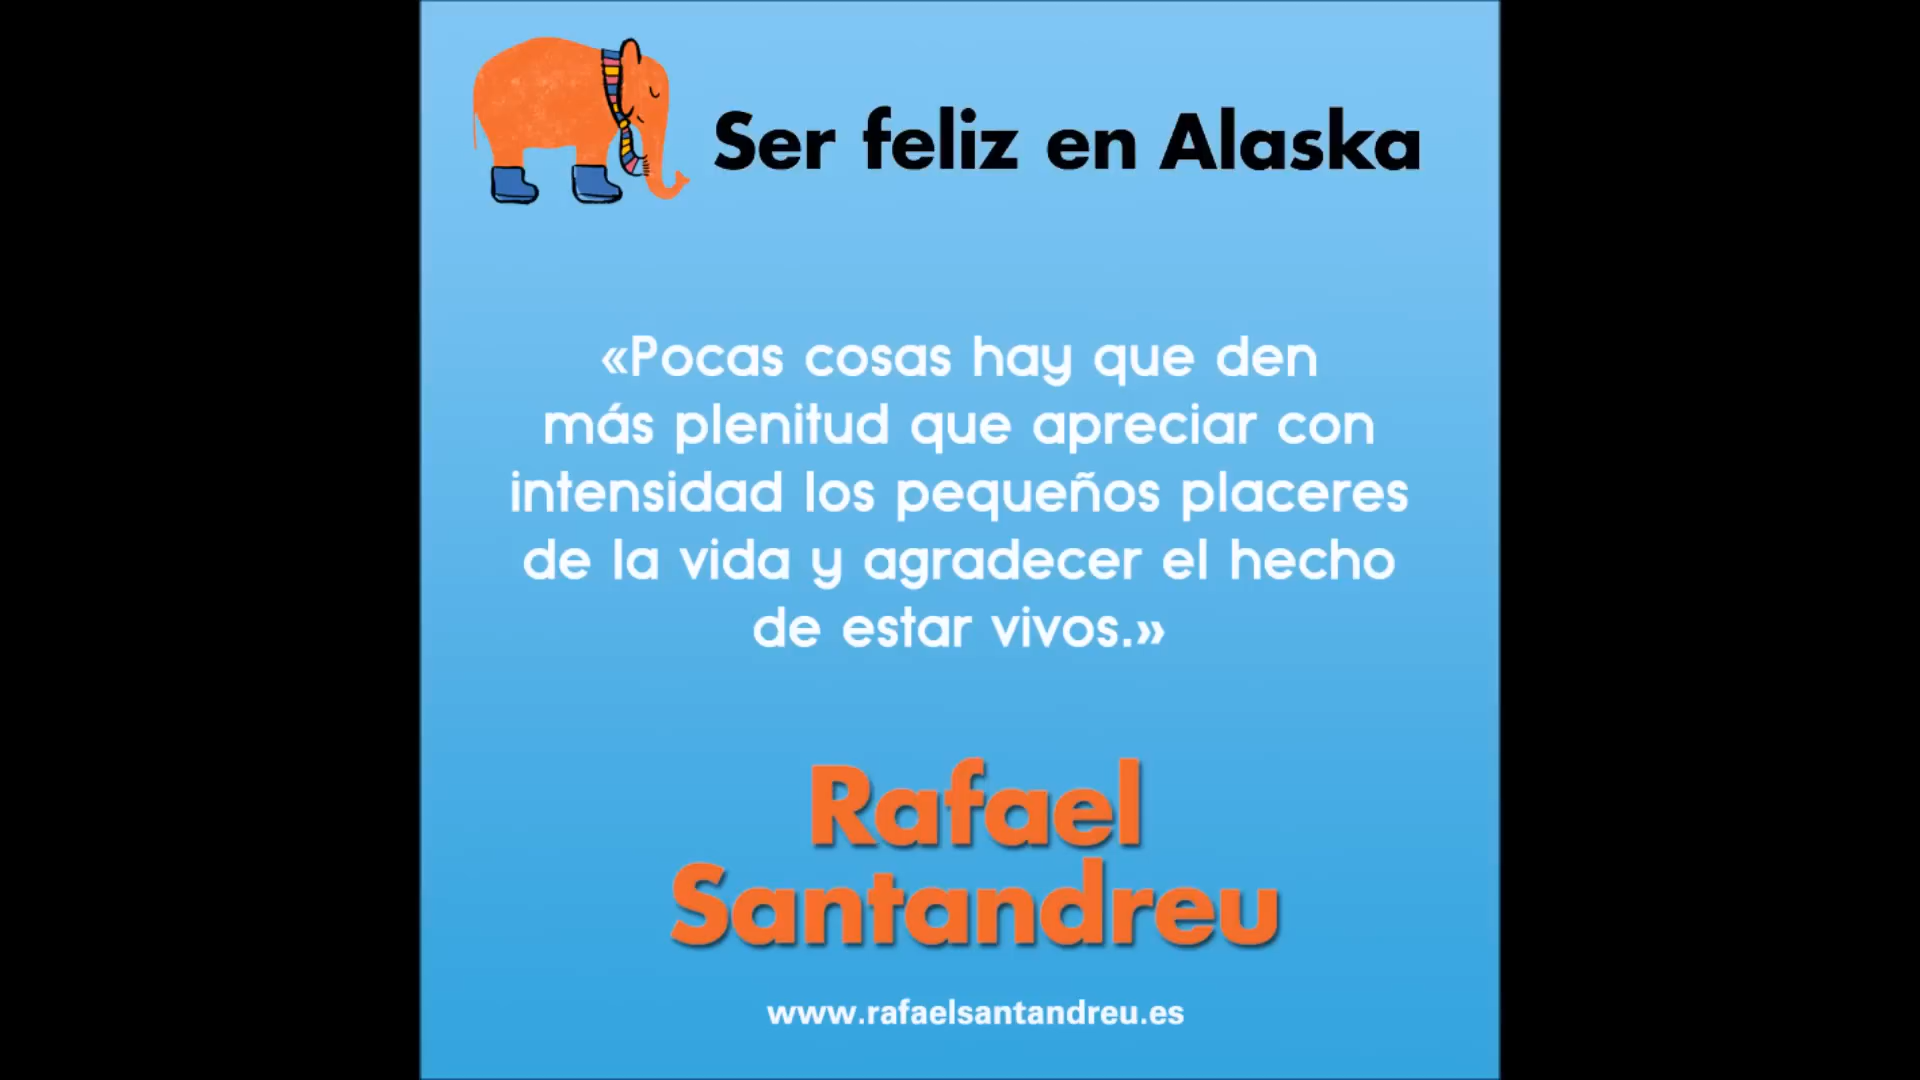 Ser feliz en Alaska
«Pocas cosas hay que den
más plenitud que apreciar con
intensidad los pequeños placeres
de la vida y agradecer el hecho
de estar vivos.»
Rafael
Santandreu
www.rafaelsantandreu.es